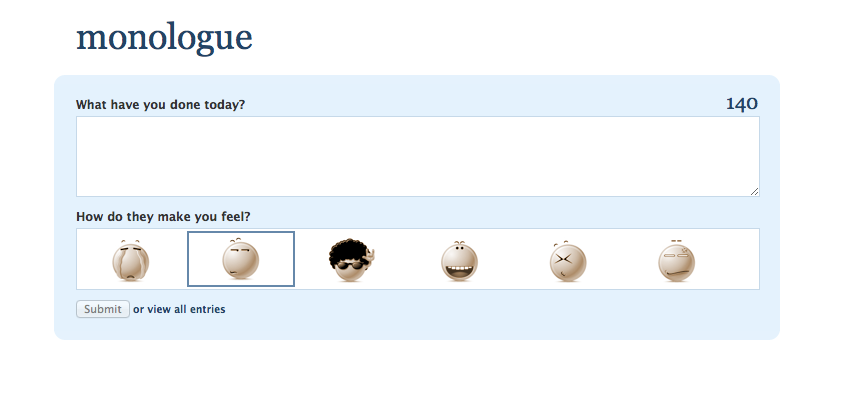 monologue
What have you done today? 140
How do they make you feel?
Submit or view all entries